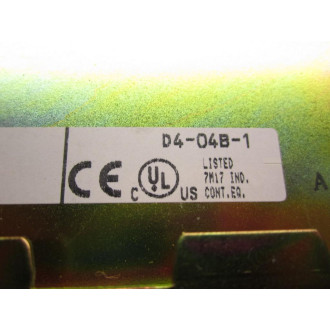 D4-04B-1
CE C UL US LISTED
7M17 IND.
CONT.EQ.
A